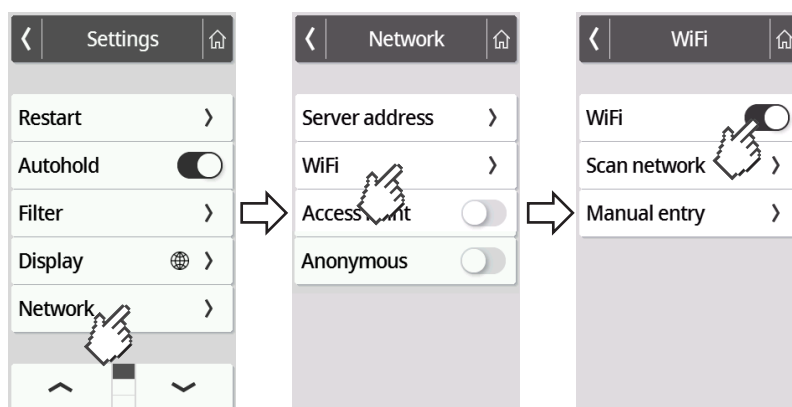 Settings
Restart
Autohold
Filter
Display
Network
Network
Server address
WiFi
Access
Anonymous
WiFi
WiFi
Scan network
Manual entry